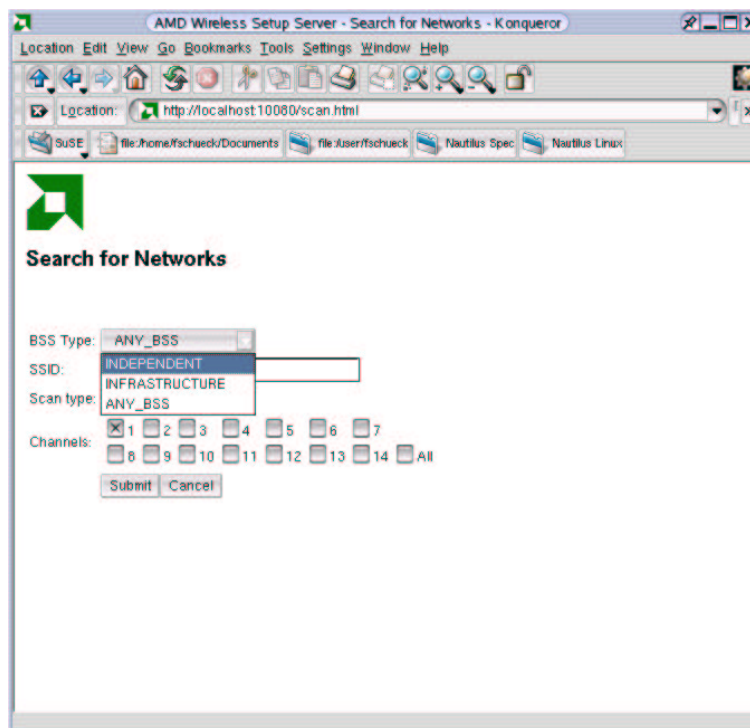 AMD Wireless Setup Server - Search for Networks - Konqueror
Location Edit View Go Bookmarks Tools Settings Window Help
Location: http://localhost:10080/scan.html
SuSE file:/home/fschueck/Documents file:/user/fschueck Nautilus Spec Nautilus Linux
Search for Networks
BSS Type: ANY_BSS
INDEPENDENT
SSID:
INFRASTRUCTURE
Scan type: ANY_BSS
Channels: 1 2 3 4 5 6 7
8 9 10 11 12 13 14 All
Submit Cancel